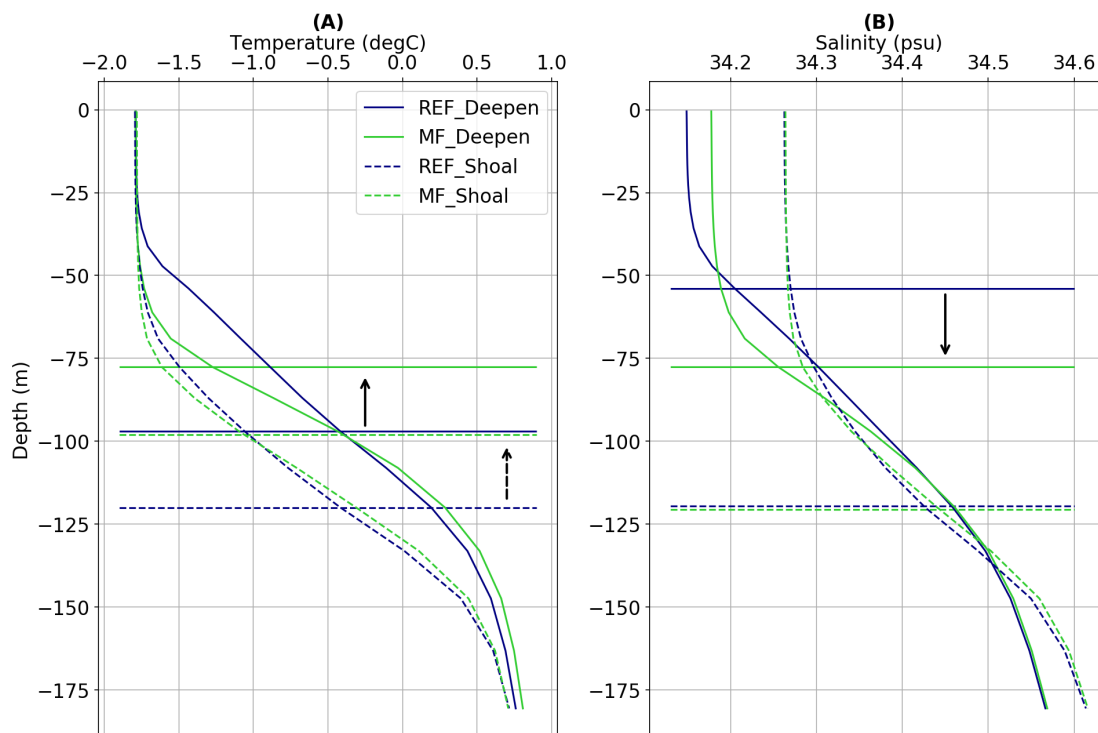 (A)
Temperature (degC)
−2.0 −1.5 −1.0 −0.5 0.0 0.5 1.0
(B)
Salinity (psu)
34.2 34.3 34.4 34.5 34.6
REF_Deepen
MF_Deepen
REF_Shoal
MF_Shoal
Depth (m)
0
−25
−50
−75
−100
−125
−150
−175
0
−25
−50
−75
−100
−125
−150
−175